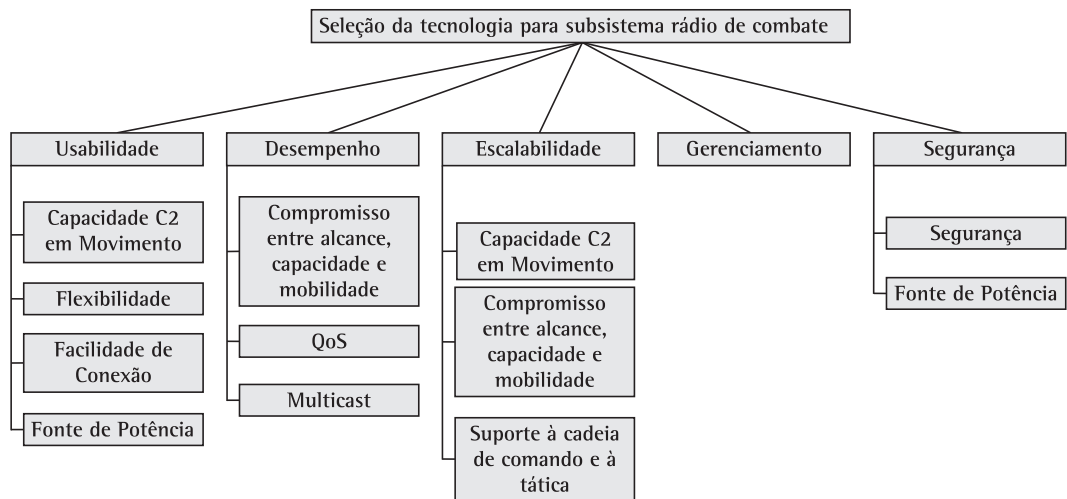 Seleção da tecnologia para subsistema rádio de combate
Usabilidade
Capacidade C2
em Movimento
Flexibilidade
Facilidade de
Conexão
Fonte de Potência
Desempenho
Compromisso
entre alcance,
capacidade e
mobilidade
QoS
Multicast
Escalabilidade
Capacidade C2
em Movimento
Compromisso
entre alcance,
capacidade e
mobilidade
Suporte à cadeia
de comando e à
tática
Gerenciamento
Segurança
Segurança
Fonte de Potência